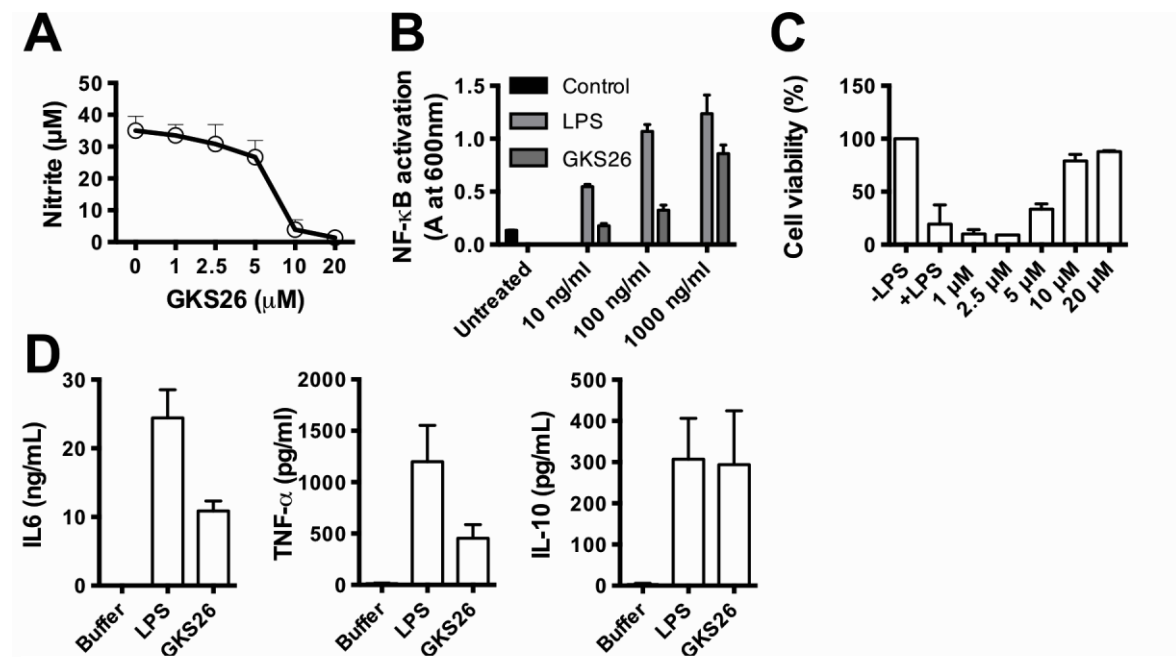 A
Nitrite (µM)
50
40
30
20
10
0
0 1 2.5 5 10 20
GKS26 (µM)
B
NF-κB activation
(A at 600nm)
1.5
1.0
0.5
0.0
Control
LPS
GKS26
Untreated
10 ng/ml
100 ng/ml
1000 ng/ml
C
Cell viability (%)
150
100
50
0
-LPS
+LPS
1 µM
2.5 µM
5 µM
10 µM
20 µM
D
IL6 (ng/mL)
30
20
10
0
Buffer
LPS
GKS26
TNF-α (pg/ml)
2000
1500
1000
500
0
Buffer
LPS
GKS26
IL-10 (pg/mL)
500
400
300
200
100
0
Buffer
LPS
GKS26